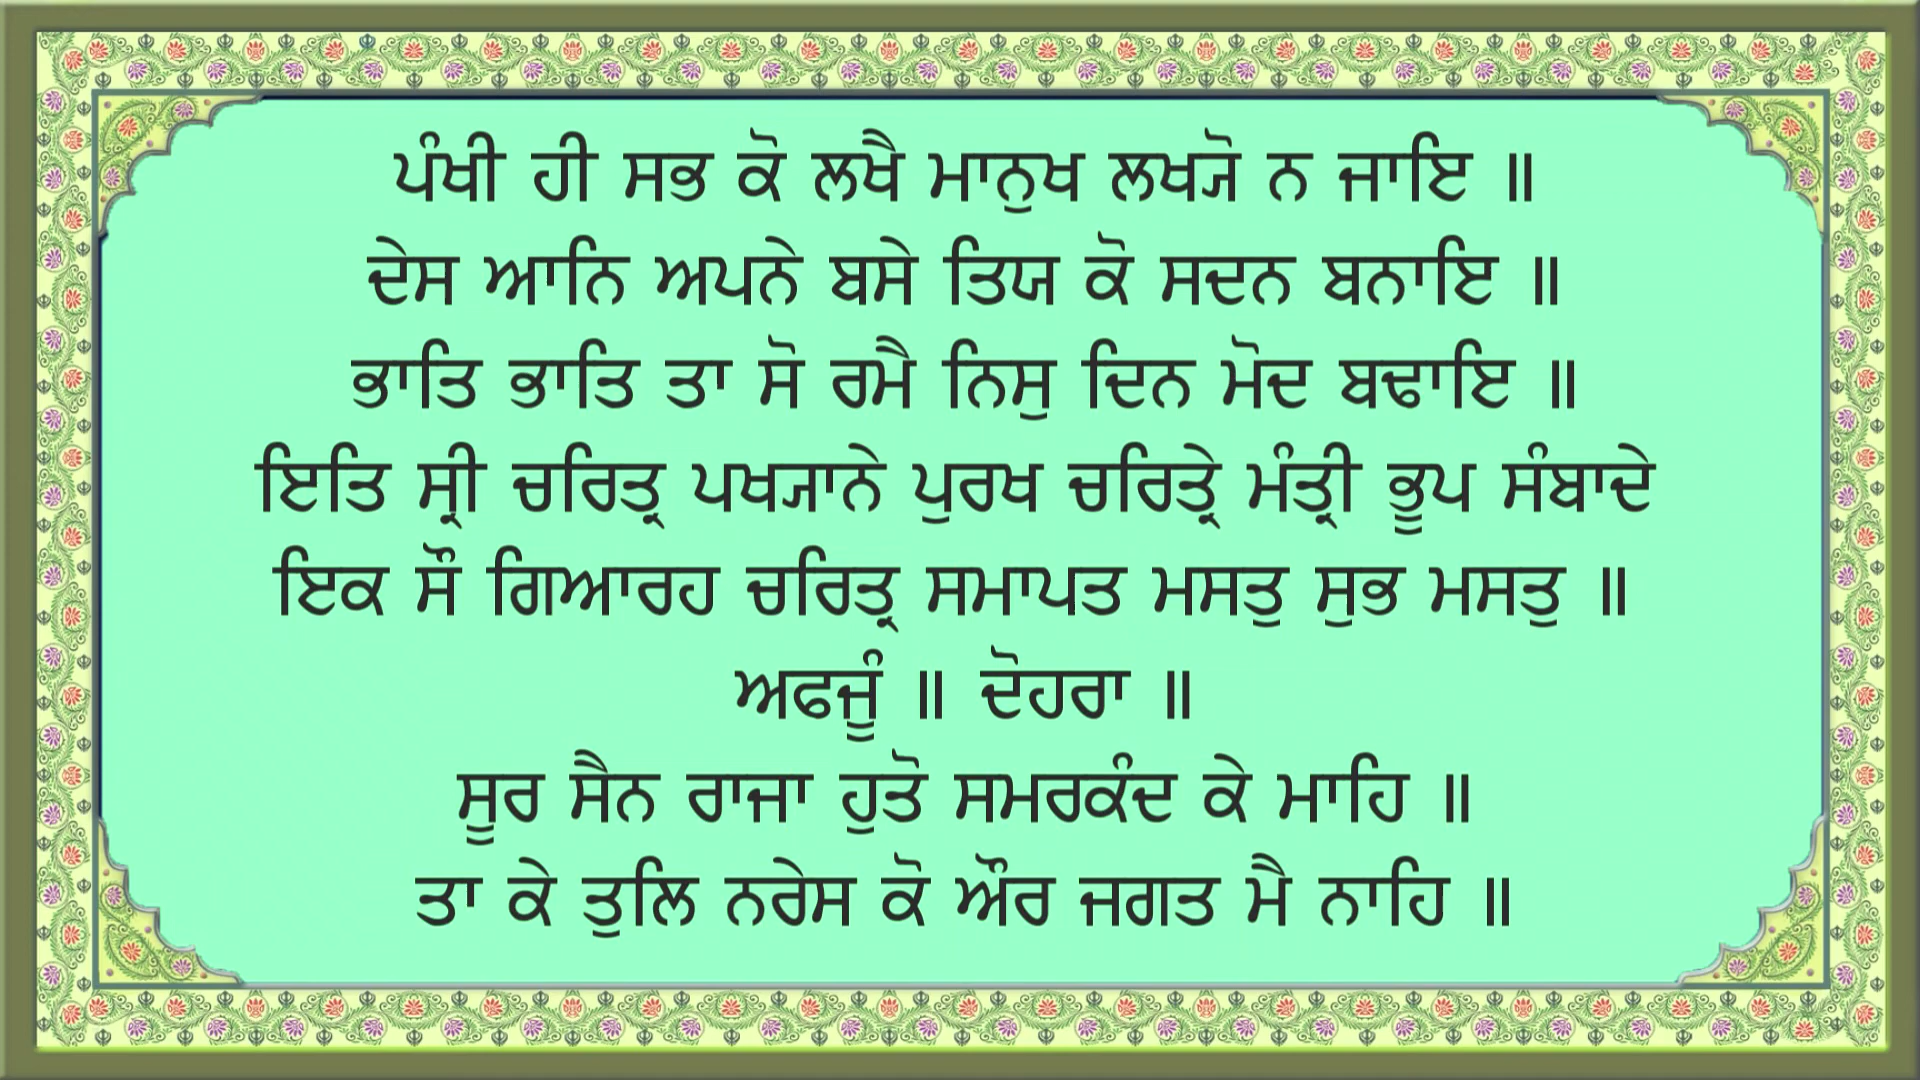 ਪੰਖੀ ਹੀ ਸਭ ਕੋ ਲਖੈ ਮਾਨੁਖ ਲਖ੍ਯੋ ਨ ਜਾਇ ॥
ਦੇਸ ਆਨਿ ਅਪਨੇ ਬਸੇ ਤਿਯ ਕੋ ਸਦਨ ਬਨਾਇ ॥
ਭਾਤਿ ਭਾਤਿ ਤਾ ਸੋ ਰਮੈ ਨਿਸੁ ਦਿਨ ਮੋਦ ਬਢਾਇ ॥
ਇਤਿ ਸ੍ਰੀ ਚਰਿਤ੍ਰ ਪਖ੍ਯਾਨੇ ਪੁਰਖ ਚਰਿਤ੍ਰੇ ਮੰਤ੍ਰੀ ਭੂਪ ਸੰਬਾਦੇ
ਇਕ ਸੌ ਗਿਆਰਹ ਚਰਿਤ੍ਰ ਸਮਾਪਤ ਮਸਤੁ ਸੁਭ ਮਸਤੁ ॥
ਅਫਜੂੰ ॥ ਦੋਹਰਾ ॥
ਸੂਰ ਸੈਨ ਰਾਜਾ ਹੁਤੋ ਸਮਰਕੰਦ ਕੇ ਮਾਹਿ ॥
ਤਾ ਕੇ ਤੁਲਿ ਨਰੇਸ ਕੋ ਔਰ ਜਗਤ ਮੈ ਨਾਹਿ ॥